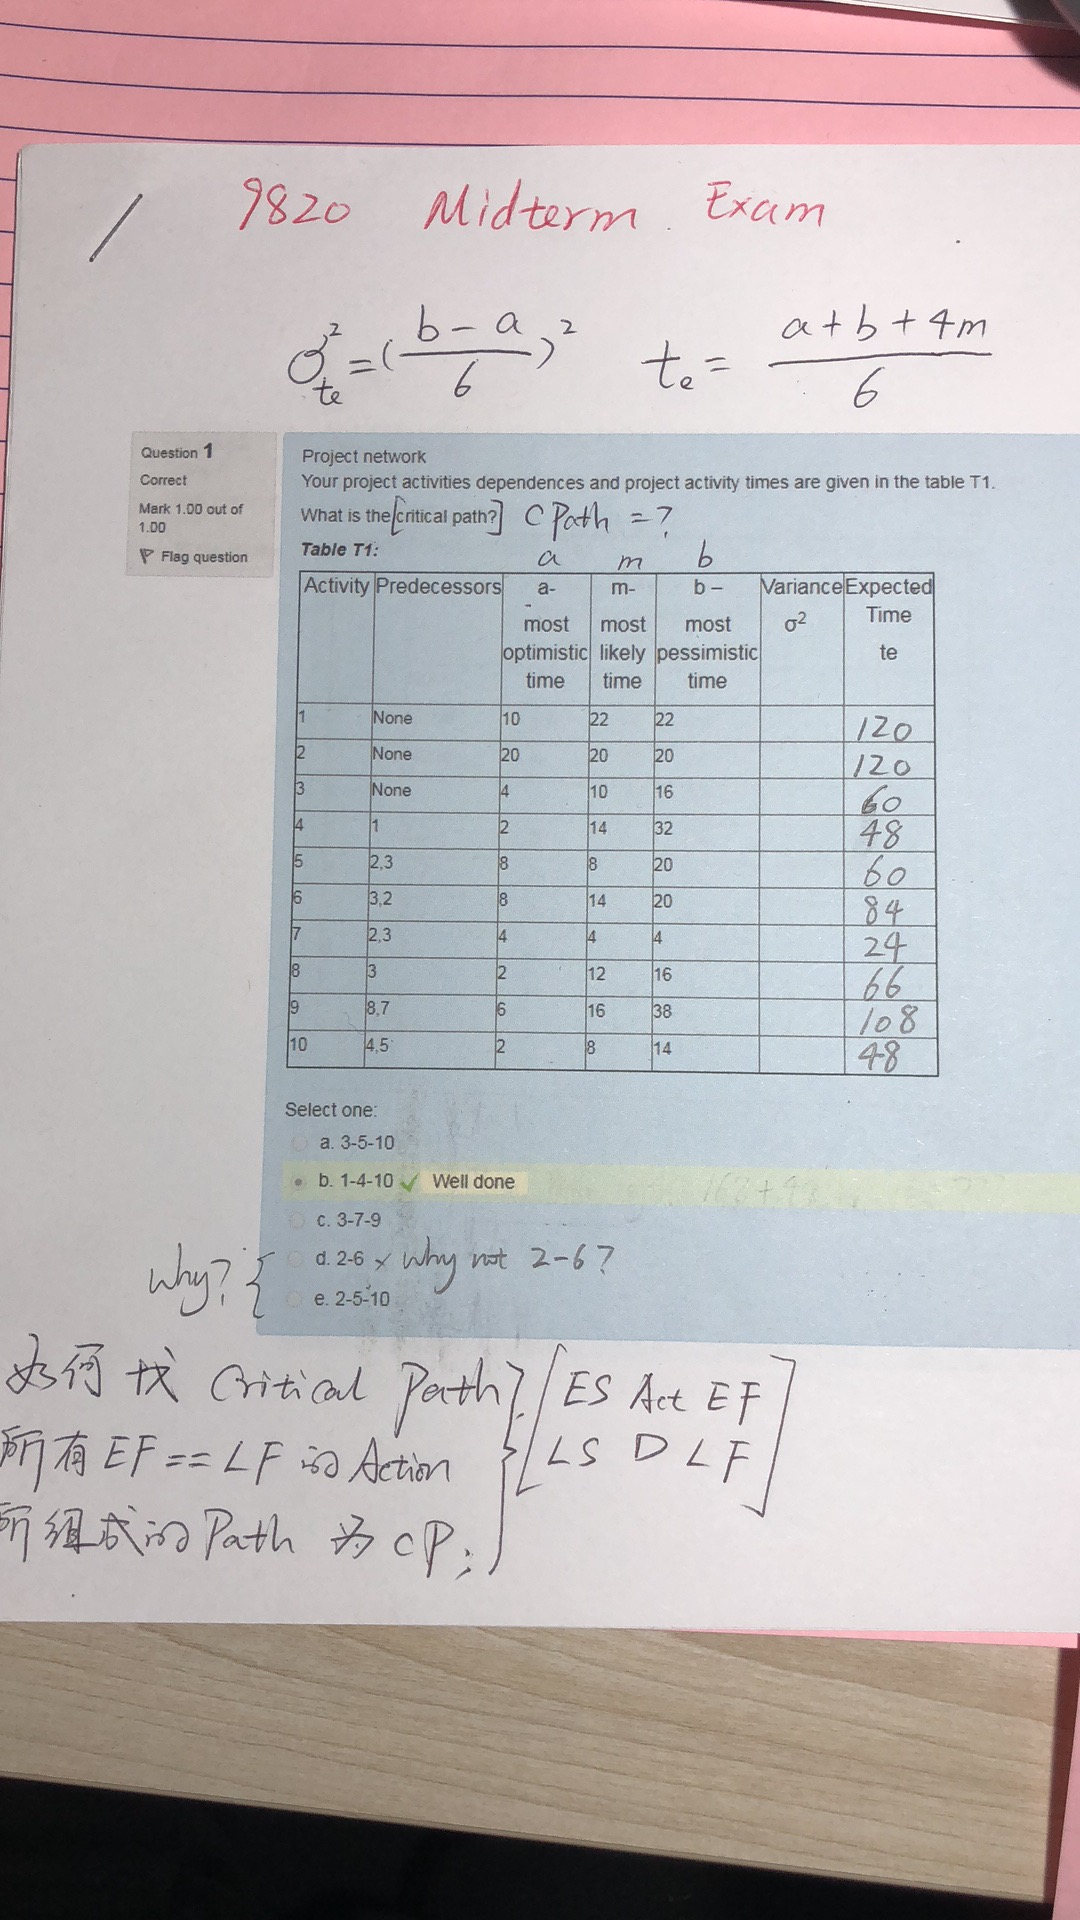 9820 Midterm Exam
σ²te = (b - a / 6)² te = a + b + 4m / 6
Question 1
Correct
Mark 1.00 out of
1.00
Flag question
Project network
Your project activities dependences and project activity times are given in the table T1.
What is the [critical path?] C Path = ?
Table T1:
a m b
Activity Predecessors a- most optimistic time m- most likely time b – most pessimistic time Variance σ² Expected Time te
1 None 10 22 22 120
2 None 20 20 20 120
3 None 4 10 16 60
4 1 2 14 32 48
5 2,3 8 8 20 60
6 3,2 8 14 20 84
7 2,3 4 4 4 24
8 3 2 12 16 66
9 8,7 6 16 38 108
10 4,5 2 8 14 48
Select one:
a. 3-5-10
b. 1-4-10 ✓ Well done
c. 3-7-9
d. 2-6 × Why not 2-6?
Why? {
e. 2-5-10
如何找 Critical Path? [ES Act EF
所有 EF == LF 的 Action LS D LF]
所组成的 Path 为 CP;